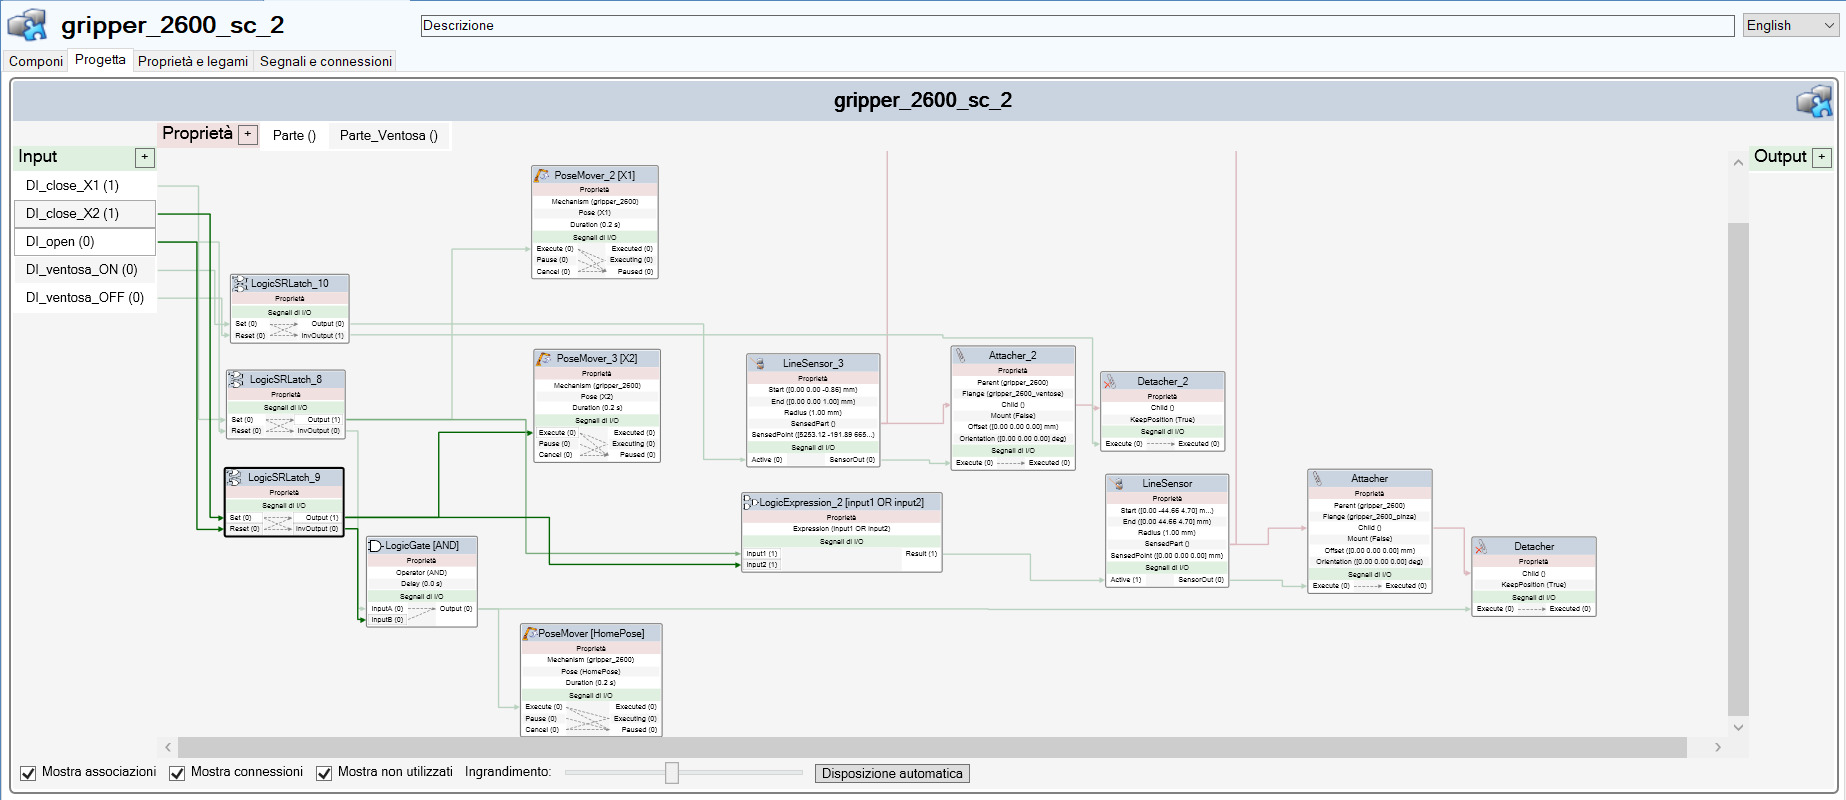 gripper_2600_sc_2
Descrizione
English
Componi
Progetta
Proprietà e legami
Segnali e connessioni
gripper_2600_sc_2
Proprietà +
Parte ()
Parte_Ventosa ()
Input +
Output +
DI_close_X1 (1)
DI_close_X2 (1)
DI_open (0)
DI_ventosa_ON (0)
DI_ventosa_OFF (0)
PoseMover_2 [X1]
Proprietà
Mechanism (gripper_2600)
Pose (X1)
Duration (0.2 s)
Segnali di I/O
Execute (0) Executed (0)
Pause (0) Executing (0)
Cancel (0) Paused (0)
LogicSRLatch_10
Proprietà
Segnali di I/O
Set (0) Output (0)
Reset (0) InvOutput (1)
PoseMover_3 [X2]
Proprietà
Mechanism (gripper_2600)
Pose (X2)
Duration (0.2 s)
Segnali di I/O
Execute (0) Executed (0)
Pause (0) Executing (0)
Cancel (0) Paused (0)
LogicSRLatch_8
Proprietà
Segnali di I/O
Set (0) Output (1)
Reset (0) InvOutput (0)
LineSensor_3
Proprietà
Start ([0.00 0.00 -0.86] mm)
End ([0.00 0.00 1.00] mm)
Radius (1.00 mm)
SensedPart ()
SensedPoint ([5253.12 -191.89 665...)
Segnali di I/O
Active (0) SensorOut (0)
Attacher_2
Proprietà
Parent (gripper_2600)
Flange (gripper_2600_ventose)
Child ()
Mount (False)
Offset ([0.00 0.00 0.00] mm)
Orientation ([0.00 0.00 0.00] deg)
Segnali di I/O
Execute (0) Executed (0)
Detacher_2
Proprietà
Child ()
KeepPosition (True)
Segnali di I/O
Execute (0) Executed (0)
LogicSRLatch_9
Proprietà
Segnali di I/O
Set (0) Output (1)
Reset (0) InvOutput (0)
LogicExpression_2 [input1 OR input2]
Proprietà
Expression (input1 OR input2)
Segnali di I/O
Input1 (1) Result (1)
Input2 (1)
LineSensor
Proprietà
Start ([0.00 -44.66 4.70] m...)
End ([0.00 44.66 4.70] mm)
Radius (1.00 mm)
SensedPart ()
SensedPoint ([0.00 0.00 0.00] mm)
Segnali di I/O
Active (1) SensorOut (0)
Attacher
Proprietà
Parent (gripper_2600)
Flange (gripper_2600_pinza)
Child ()
Mount (False)
Offset ([0.00 0.00 0.00] mm)
Orientation ([0.00 0.00 0.00] deg)
Segnali di I/O
Execute (0) Executed (0)
Detacher
Proprietà
Child ()
KeepPosition (True)
Segnali di I/O
Execute (0) Executed (0)
LogicGate [AND]
Proprietà
Operator (AND)
Delay (0.0 s)
Segnali di I/O
InputA (0) Output (0)
InputB (0)
PoseMover [HomePose]
Proprietà
Mechanism (gripper_2600)
Pose (HomePose)
Duration (0.2 s)
Segnali di I/O
Execute (0) Executed (0)
Pause (0) Executing (0)
Cancel (0) Paused (0)
Mostra associazioni
Mostra connessioni
Mostra non utilizzati
Ingrandimento:
Disposizione automatica